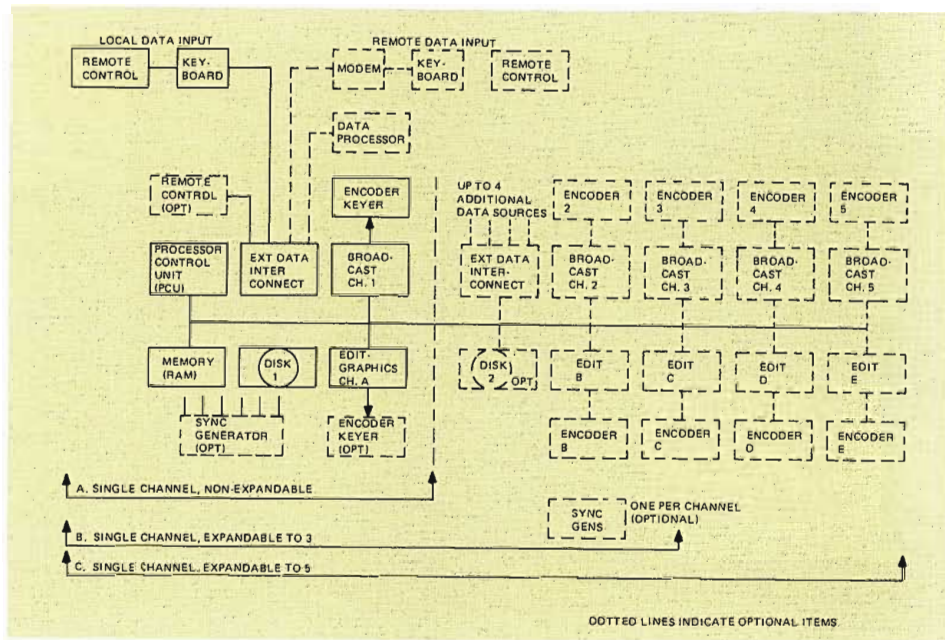 LOCAL DATA INPUT
REMOTE
CONTROL
KEY-
BOARD
REMOTE DATA INPUT
MODEM
KEY-
BOARD
REMOTE
CONTROL
DATA
PROCESSOR
REMOTE
CONTROL
(OPT)
ENCODER
KEYER
UP TO 4
ADDITIONAL
DATA SOURCES
ENCODER
2
ENCODER
3
ENCODER
4
ENCODER
5
PROCESSOR
CONTROL
UNIT
(PCU)
EXT DATA
INTER
CONNECT
BROAD-
CAST
CH. 1
EXT DATA
INTER-
CONNECT
BROAD-
CAST
CH. 2
BROAD-
CAST
CH. 3
BROAD-
CAST
CH. 4
BROAD-
CAST
CH. 5
MEMORY
(RAM)
DISK
1
EDIT-
GRAPHICS
CH. A
DISK
2 OPT
EDIT
B
EDIT
C
EDIT
D
EDIT
E
SYNC
GENERATOR
(OPT)
ENCODER
KEYER
(OPT)
ENCODER
B
ENCODER
C
ENCODER
D
ENCODER
E
A. SINGLE CHANNEL, NON-EXPANDABLE
SYNC
GENS
ONE PER CHANNEL
(OPTIONAL)
B. SINGLE CHANNEL, EXPANDABLE TO 3
C. SINGLE CHANNEL, EXPANDABLE TO 5
DOTTED LINES INDICATE OPTIONAL ITEMS